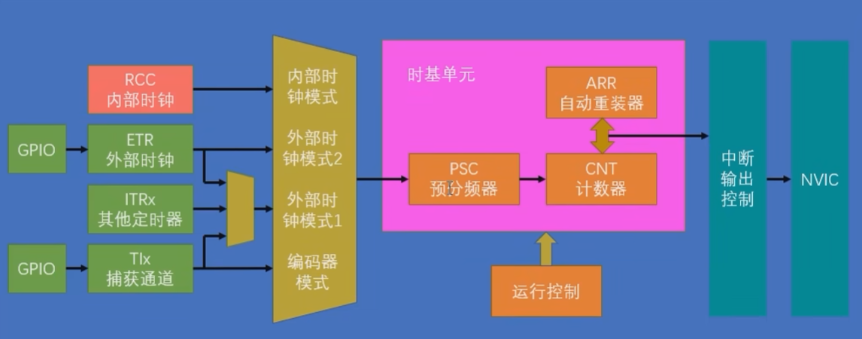 RCC
内部时钟
GPIO
ETR
外部时钟
ITRx
其他定时器
GPIO
TIx
捕获通道
内部时
钟模式
外部时
钟模式2
外部时
钟模式1
编码器
模式
时基单元
ARR
自动重装器
PSC
预分频器
CNT
计数器
运行控制
中断
输出
控制
NVIC